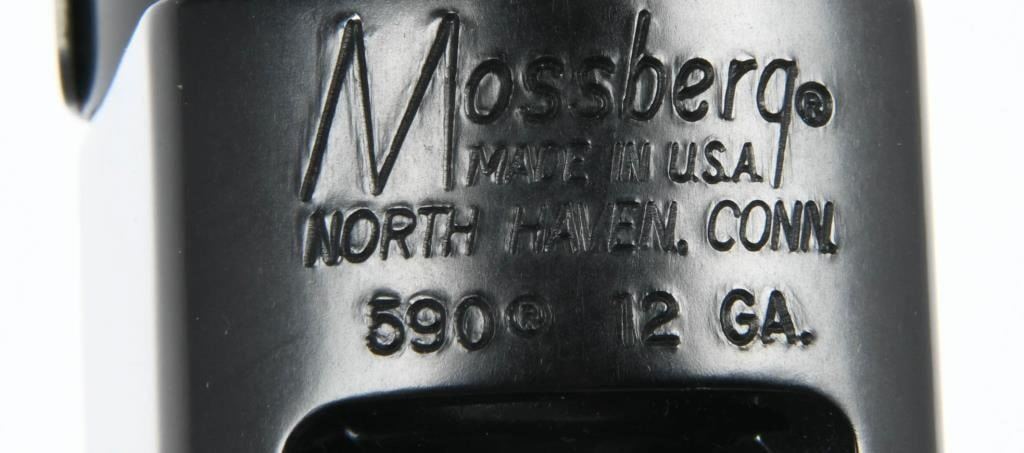 Mossberg®
MADE IN U.S.A.
NORTH HAVEN. CONN.
590® 12 GA.